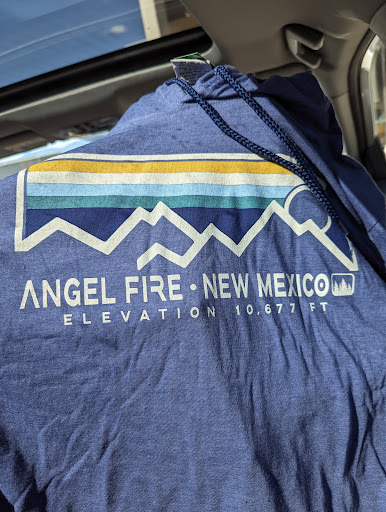 ANGEL FIRE • NEW MEXICO
ELEVATION 10,677 FT